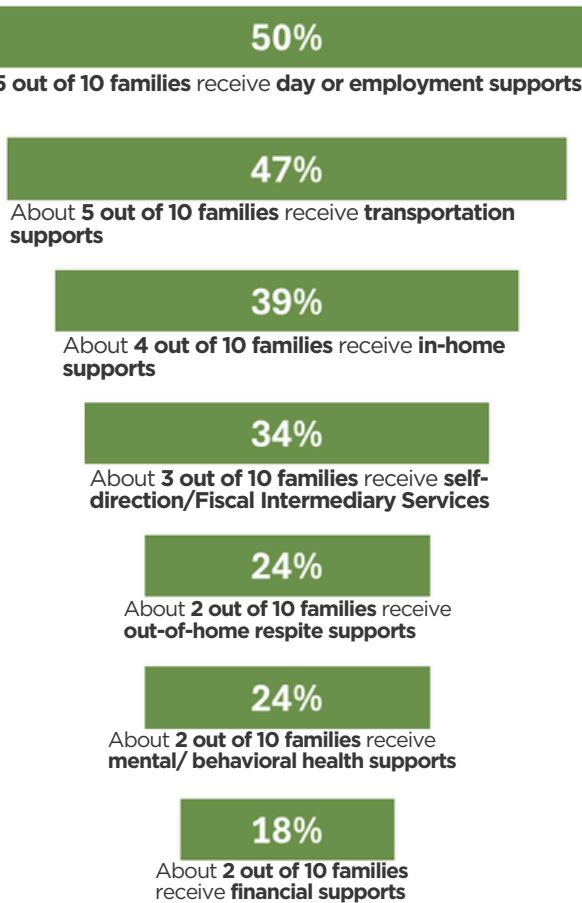 50%
5 out of 10 families receive day or employment supports
47%
About 5 out of 10 families receive transportation
supports
39%
About 4 out of 10 families receive in-home
supports
34%
About 3 out of 10 families receive self-
direction/Fiscal Intermediary Services
24%
About 2 out of 10 families receive
out-of-home respite supports
24%
About 2 out of 10 families receive
mental/ behavioral health supports
18%
About 2 out of 10 families
receive financial supports